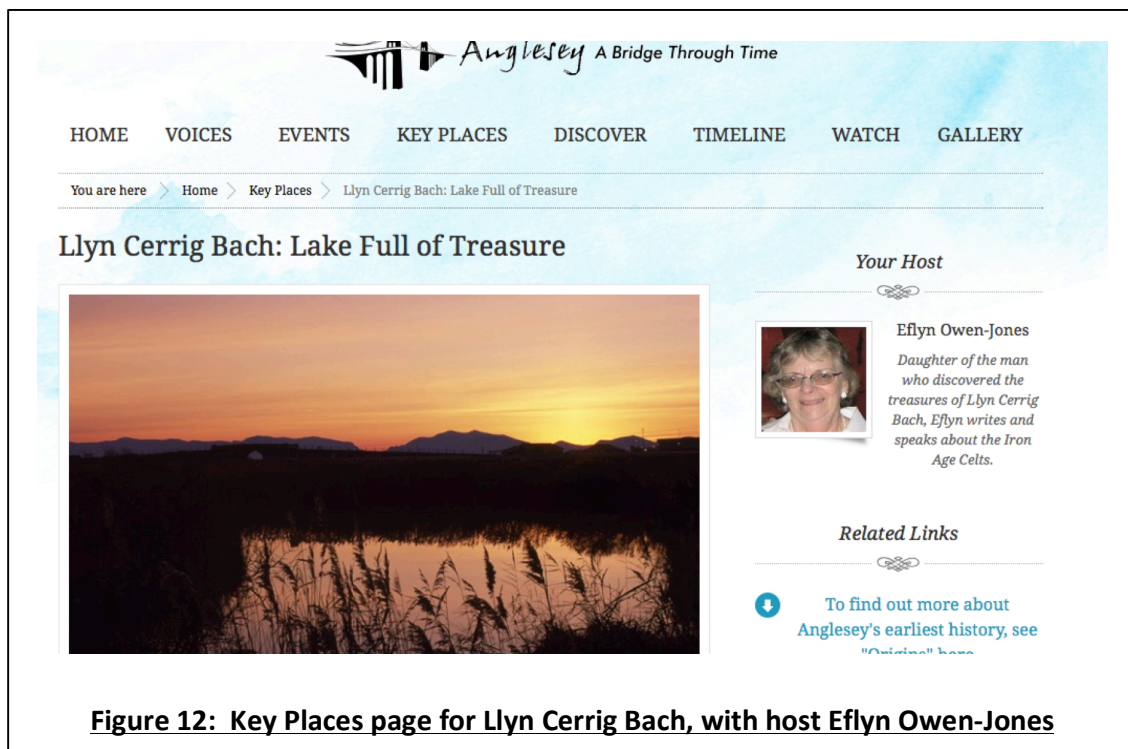 Anglesey A Bridge Through Time
HOME VOICES EVENTS KEY PLACES DISCOVER TIMELINE WATCH GALLERY
You are here Home Key Places Llyn Cerrig Bach: Lake Full of Treasure
Llyn Cerrig Bach: Lake Full of Treasure
Your Host
Eflyn Owen-Jones
Daughter of the man
who discovered the
treasures of Llyn Cerrig
Bach, Eflyn writes and
speaks about the Iron
Age Celts.
Related Links
To find out more about
Anglesey's earliest history, see
"Origins" here
Figure 12: Key Places page for Llyn Cerrig Bach, with host Eflyn Owen-Jones